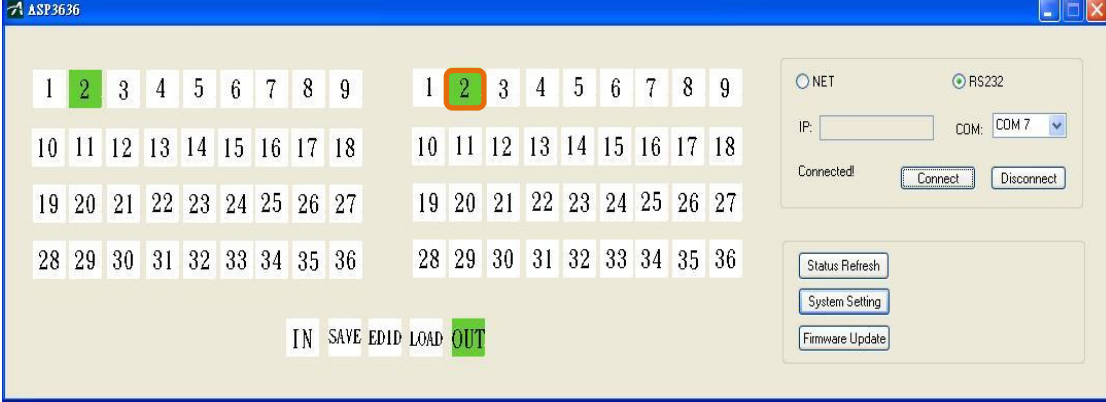 ASP3636
1 2 3 4 5 6 7 8 9
10 11 12 13 14 15 16 17 18
19 20 21 22 23 24 25 26 27
28 29 30 31 32 33 34 35 36
1 2 3 4 5 6 7 8 9
10 11 12 13 14 15 16 17 18
19 20 21 22 23 24 25 26 27
28 29 30 31 32 33 34 35 36
IN SAVE EDID LOAD OUT
NET RS232
IP: COM: COM 7
Connected! Connect Disconnect
Status Refresh
System Setting
Firmware Update